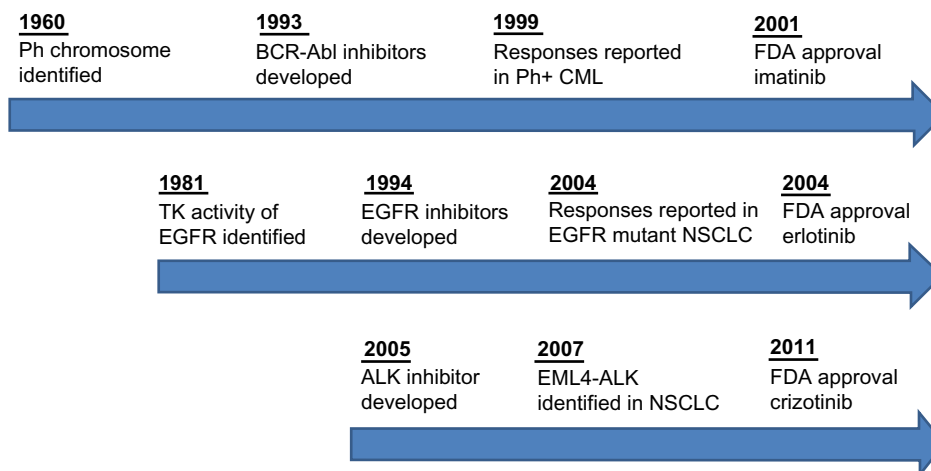 1960
Ph chromosome
identified
1993
BCR-Abl inhibitors
developed
1999
Responses reported
in Ph+ CML
2001
FDA approval
imatinib
1981
TK activity of
EGFR identified
1994
EGFR inhibitors
developed
2004
Responses reported in
EGFR mutant NSCLC
2004
FDA approval
erlotinib
2005
ALK inhibitor
developed
2007
EML4-ALK
identified in NSCLC
2011
FDA approval
crizotinib